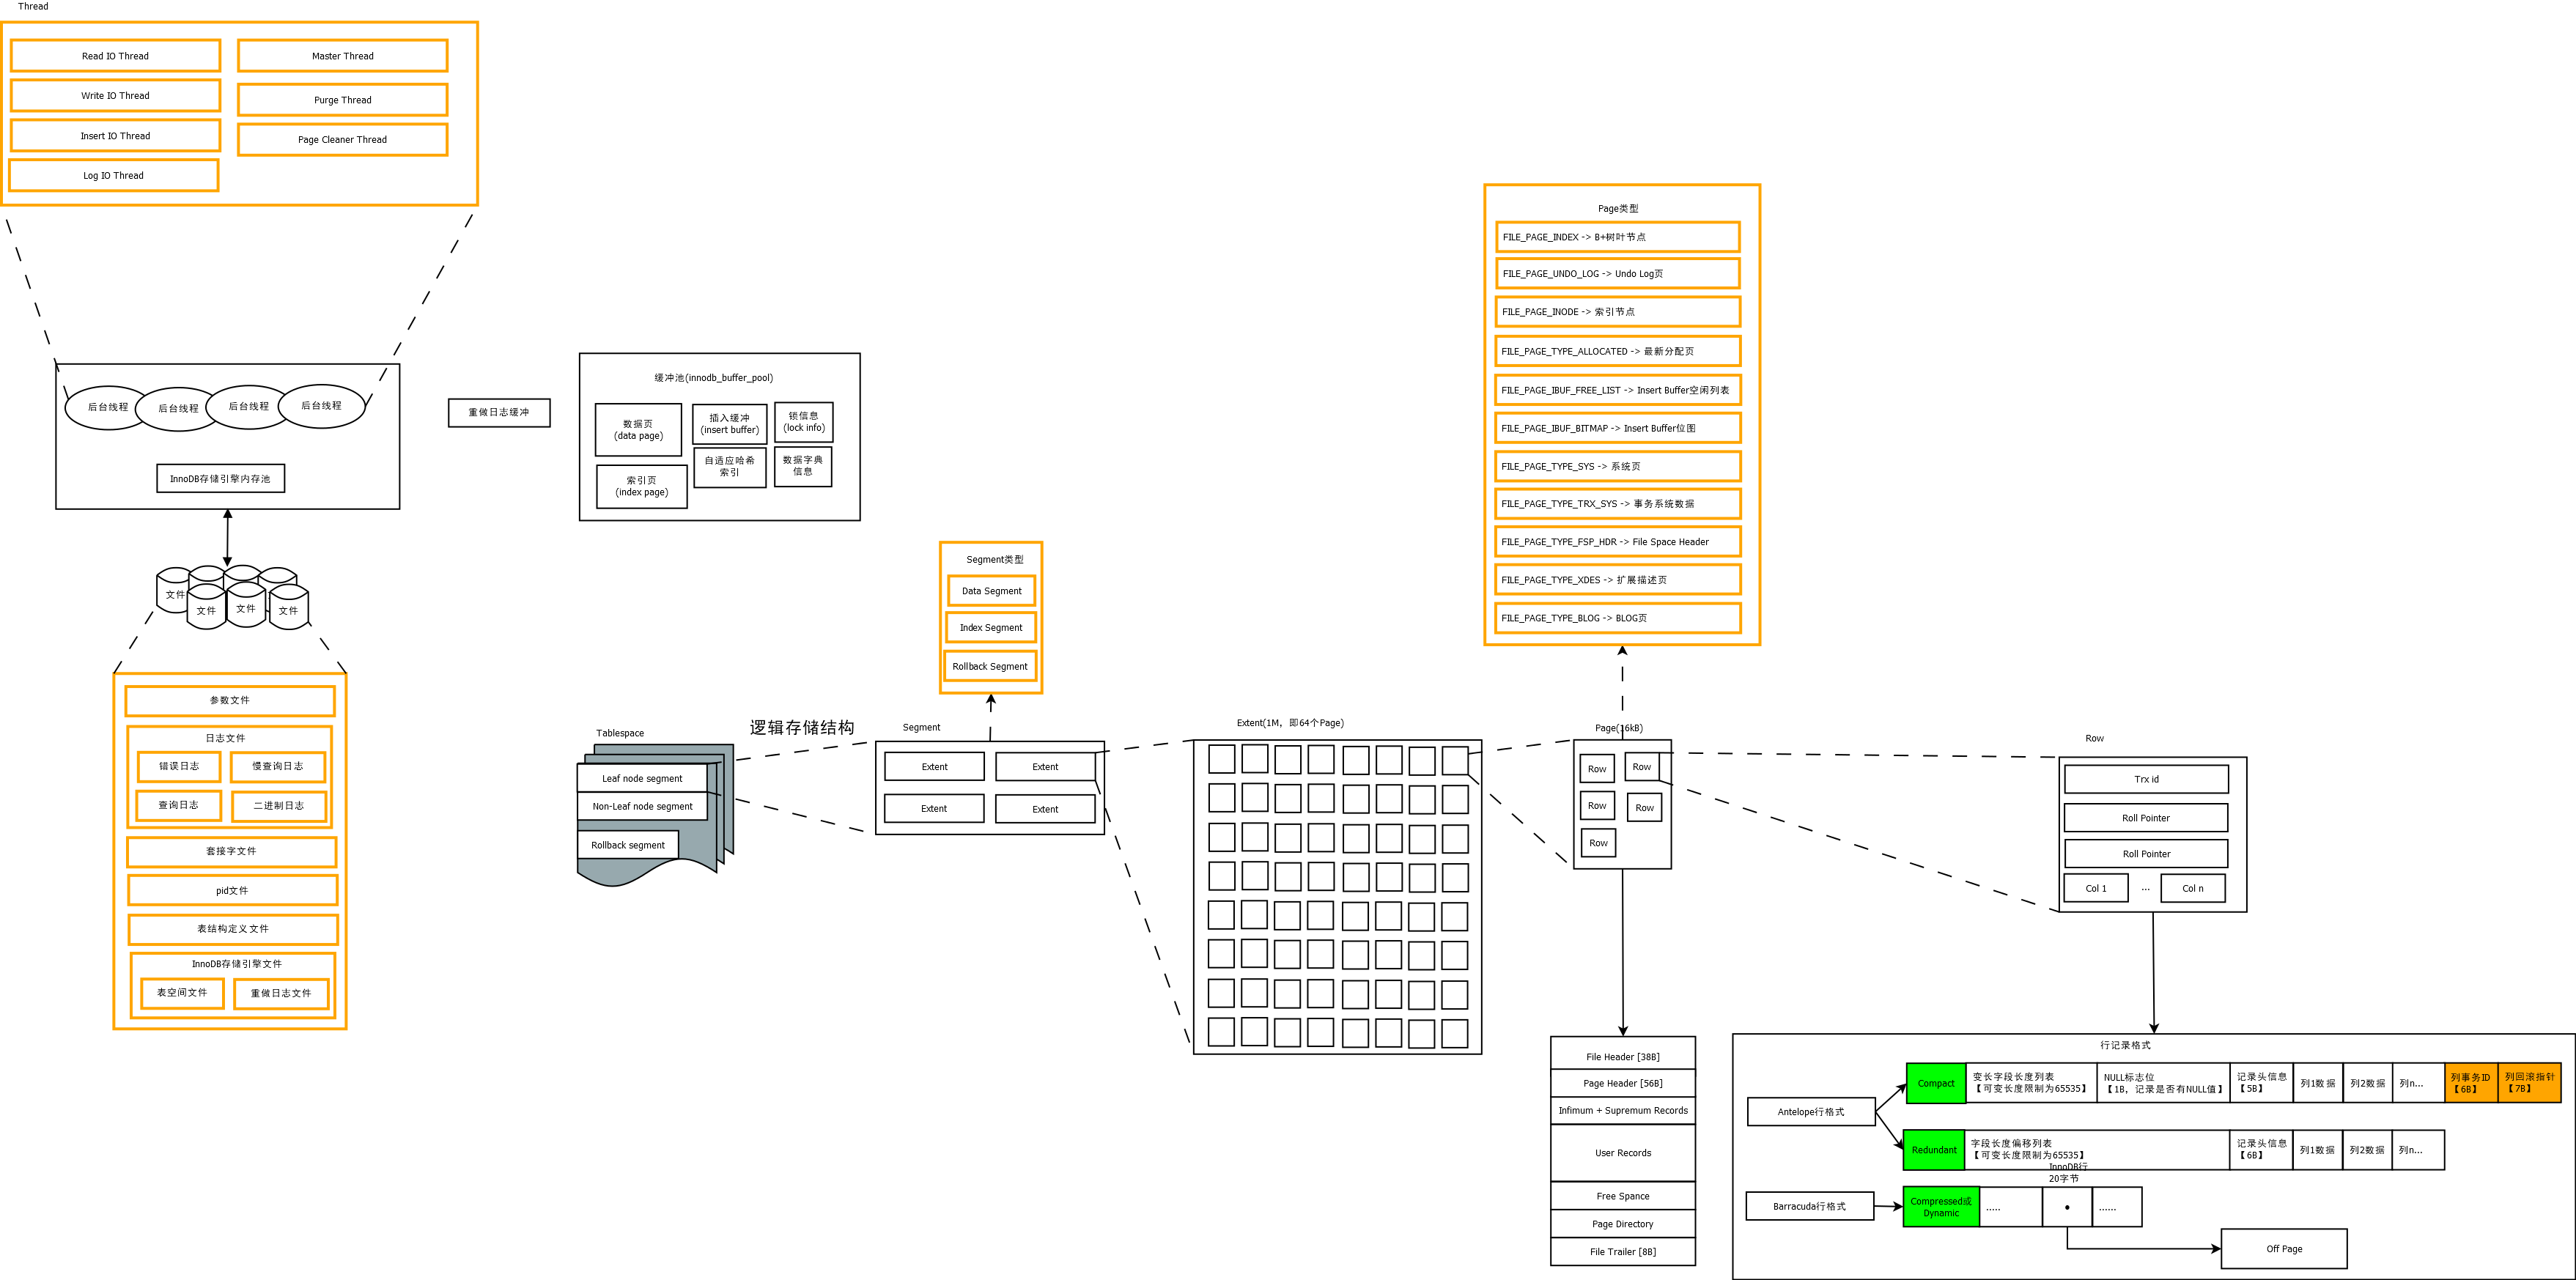 Thread
Read IO Thread
Master Thread
Write IO Thread
Purge Thread
Insert IO Thread
Page Cleaner Thread
Log IO Thread
后台线程
后台线程
后台线程
后台线程
InnoDB存储引擎内存池
重做日志缓冲
缓冲池(innodb_buffer_pool)
数据页
(data page)
插入缓冲
(insert buffer)
锁信息
(lock info)
索引页
(index page)
自适应哈希
索引
数据字典
信息
文件
文件
文件
文件
参数文件
日志文件
错误日志
慢查询日志
查询日志
二进制日志
套接字文件
pid文件
表结构定义文件
InnoDB存储引擎文件
表空间文件
重做日志文件
Segment类型
Data Segment
Index Segment
Rollback Segment
逻辑存储结构
Tablespace
Leaf node segment
Non-Leaf node segment
Rollback segment
Segment
Extent
Extent
Extent
Extent
Extent(1M，即64个Page)
Page类型
FILE_PAGE_INDEX -> B+树叶节点
FILE_PAGE_UNDO_LOG -> Undo Log页
FILE_PAGE_INODE -> 索引节点
FILE_PAGE_TYPE_ALLOCATED -> 最新分配页
FILE_PAGE_IBUF_FREE_LIST -> Insert Buffer空闲列表
FILE_PAGE_IBUF_BITMAP -> Insert Buffer位图
FILE_PAGE_TYPE_SYS -> 系统页
FILE_PAGE_TYPE_TRX_SYS -> 事务系统数据
FILE_PAGE_TYPE_FSP_HDR -> File Space Header
FILE_PAGE_TYPE_XDES -> 扩展描述页
FILE_PAGE_TYPE_BLOG -> BLOG页
Page(16kB)
Row
Row
Row
Row
Row
File Header [38B]
Page Header [56B]
Infimum + Supremum Records
User Records
Free Spance
Page Directory
File Trailer [8B]
Row
Trx id
Roll Pointer
Roll Pointer
Col 1
...
Col n
行记录格式
Antelope行格式
Compact
变长字段长度列表
【可变长度限制为65535】
NULL标志位
【1B，记录是否有NULL值】
记录头信息
【5B】
列1数据
列2数据
列n...
列事务ID
【6B】
列回滚指针
【7B】
Redundant
字段长度偏移列表
【可变长度限制为65535】
记录头信息
【6B】
列1数据
列2数据
列n...
InnoDB行
20字节
Barracuda行格式
Compressed或
Dynamic
.....
•
......
Off Page